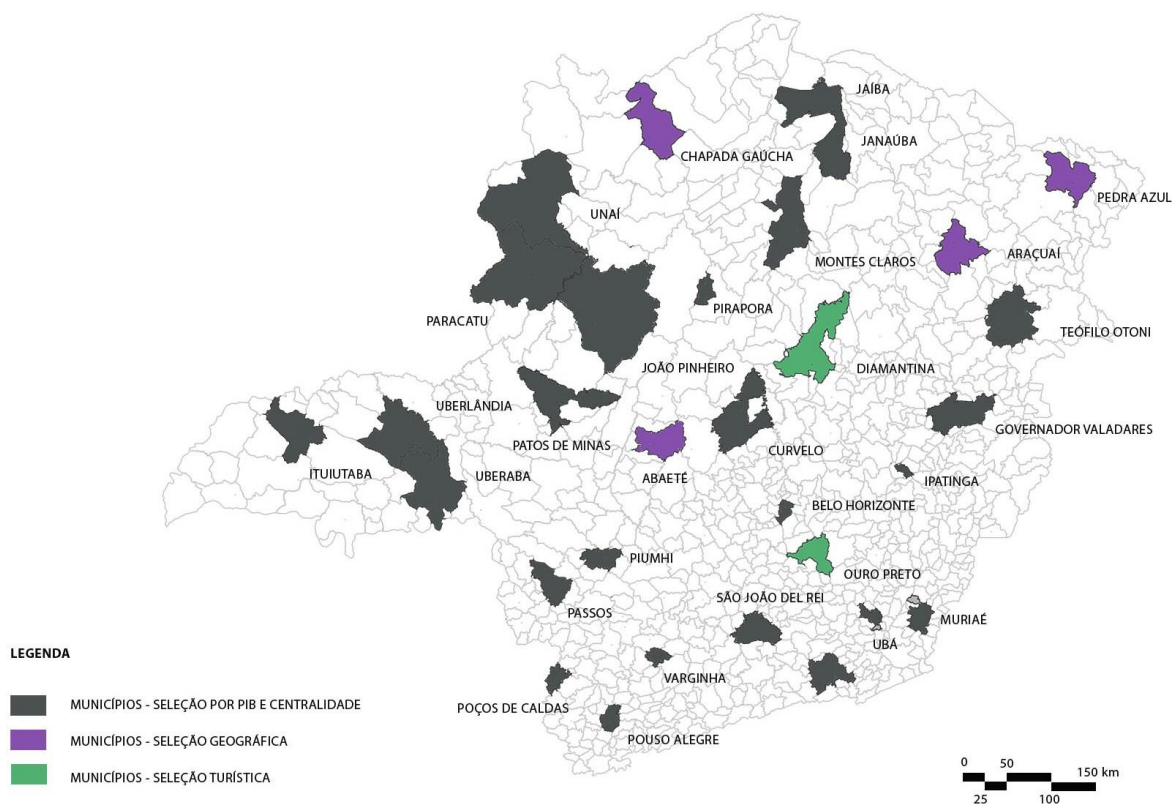 JAÍBA
JANAÚBA
CHAPADA GAÚCHA
PEDRA AZUL
UNAÍ
ARAÇUAÍ
MONTES CLAROS
PIRAPORA
PARACATU
TEÓFILO OTONI
JOÃO PINHEIRO
DIAMANTINA
UBERLÂNDIA
GOVERNADOR VALADARES
PATOS DE MINAS
CURVELO
ITUIUTABA
UBERABA
ABAETÉ
IPATINGA
BELO HORIZONTE
PIUMHI
OURO PRETO
SÃO JOÃO DEL REI
PASSOS
MURIAÉ
UBÁ
LEGENDA
VARGINHA
MUNICÍPIOS - SELEÇÃO POR PIB E CENTRALIDADE
POÇOS DE CALDAS
MUNICÍPIOS - SELEÇÃO GEOGRÁFICA
POUSO ALEGRE
MUNICÍPIOS - SELEÇÃO TURÍSTICA
0 50 150 km
25 100